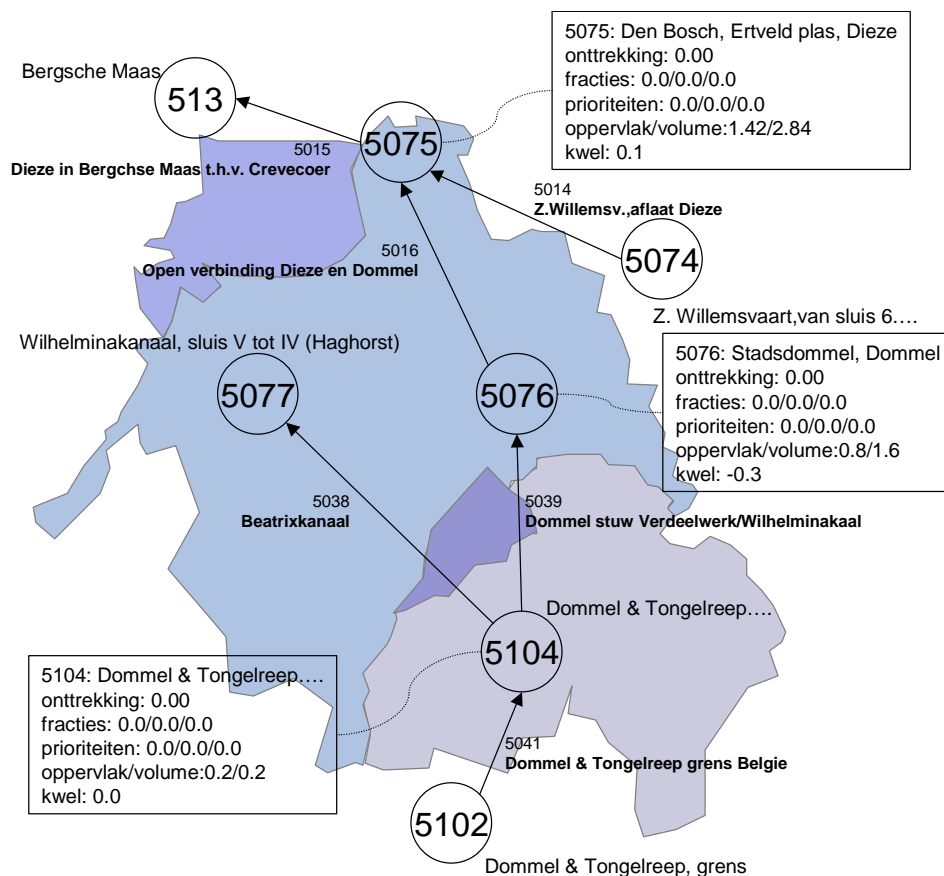 5075: Den Bosch, Ertveld plas, Dieze
onttrekking: 0.00
fracties: 0.0/0.0/0.0
prioriteiten: 0.0/0.0/0.0
oppervlak/volume:1.42/2.84
kwel: 0.1
Bergsche Maas
513
5075
5015
Dieze in Bergchse Maas t.h.v. Crevecoer
5014
Z.Willemsv.,aflaat Dieze
5016
Open verbinding Dieze en Dommel
5074
Z. Willemsvaart,van sluis 6....
Wilhelminakanaal, sluis V tot IV (Haghorst)
5077
5076
5076: Stadsdommel, Dommel
onttrekking: 0.00
fracties: 0.0/0.0/0.0
prioriteiten: 0.0/0.0/0.0
oppervlak/volume:0.8/1.6
kwel: -0.3
5038
Beatrixkanaal
5039
Dommel stuw Verdeelwerk/Wilhelminakaal
Dommel & Tongelreep....
5104
5104: Dommel & Tongelreep....
onttrekking: 0.00
fracties: 0.0/0.0/0.0
prioriteiten: 0.0/0.0/0.0
oppervlak/volume:0.2/0.2
kwel: 0.0
5041
Dommel & Tongelreep grens Belgie
5102
Dommel & Tongelreep, grens